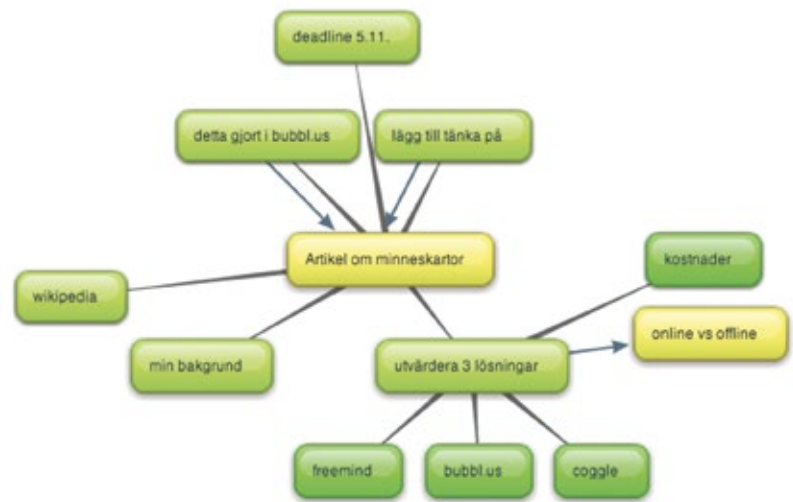 deadline 5.11.
detta gjort i bubbl.us
lägg till tänka på
Artikel om minneskartor
kostnader
wikipedia
online vs offline
min bakgrund
utvärdera 3 lösningar
freemind
bubbl.us
coggle